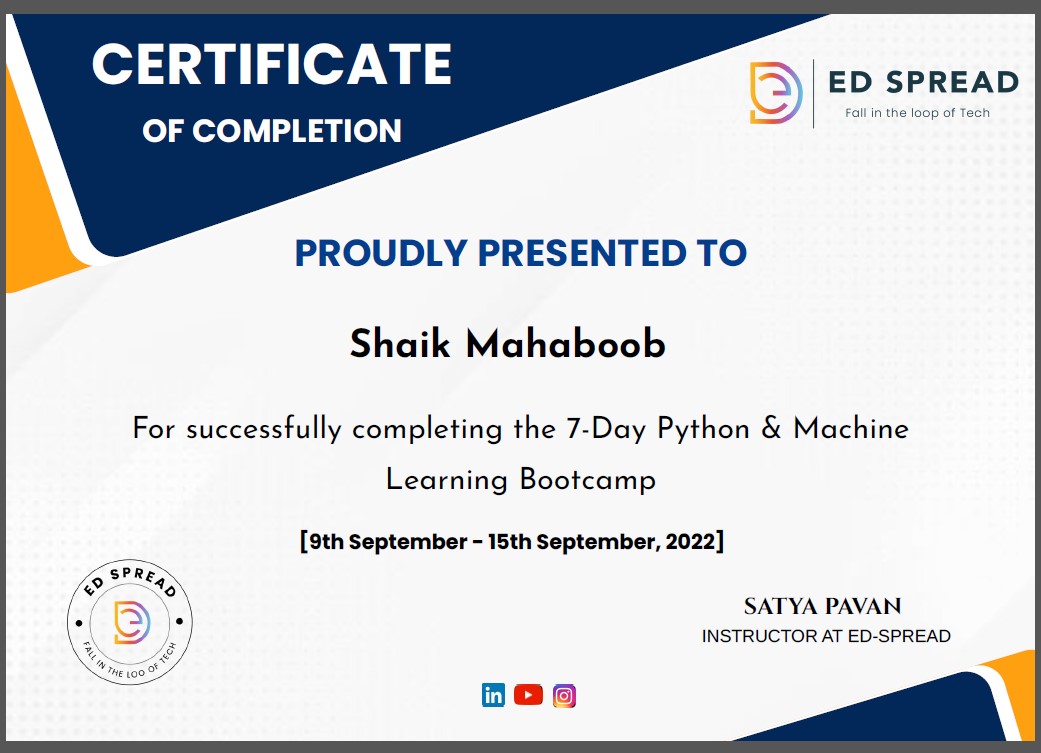 CERTIFICATE
OF COMPLETION
ED SPREAD
Fall in the loop of Tech
PROUDLY PRESENTED TO
Shaik Mahaboob
For successfully completing the 7-Day Python & Machine
Learning Bootcamp
[9th September - 15th September, 2022]
ED SPREAD
FALL IN THE LOO OF TECH
SATYA PAVAN
INSTRUCTOR AT ED-SPREAD
in